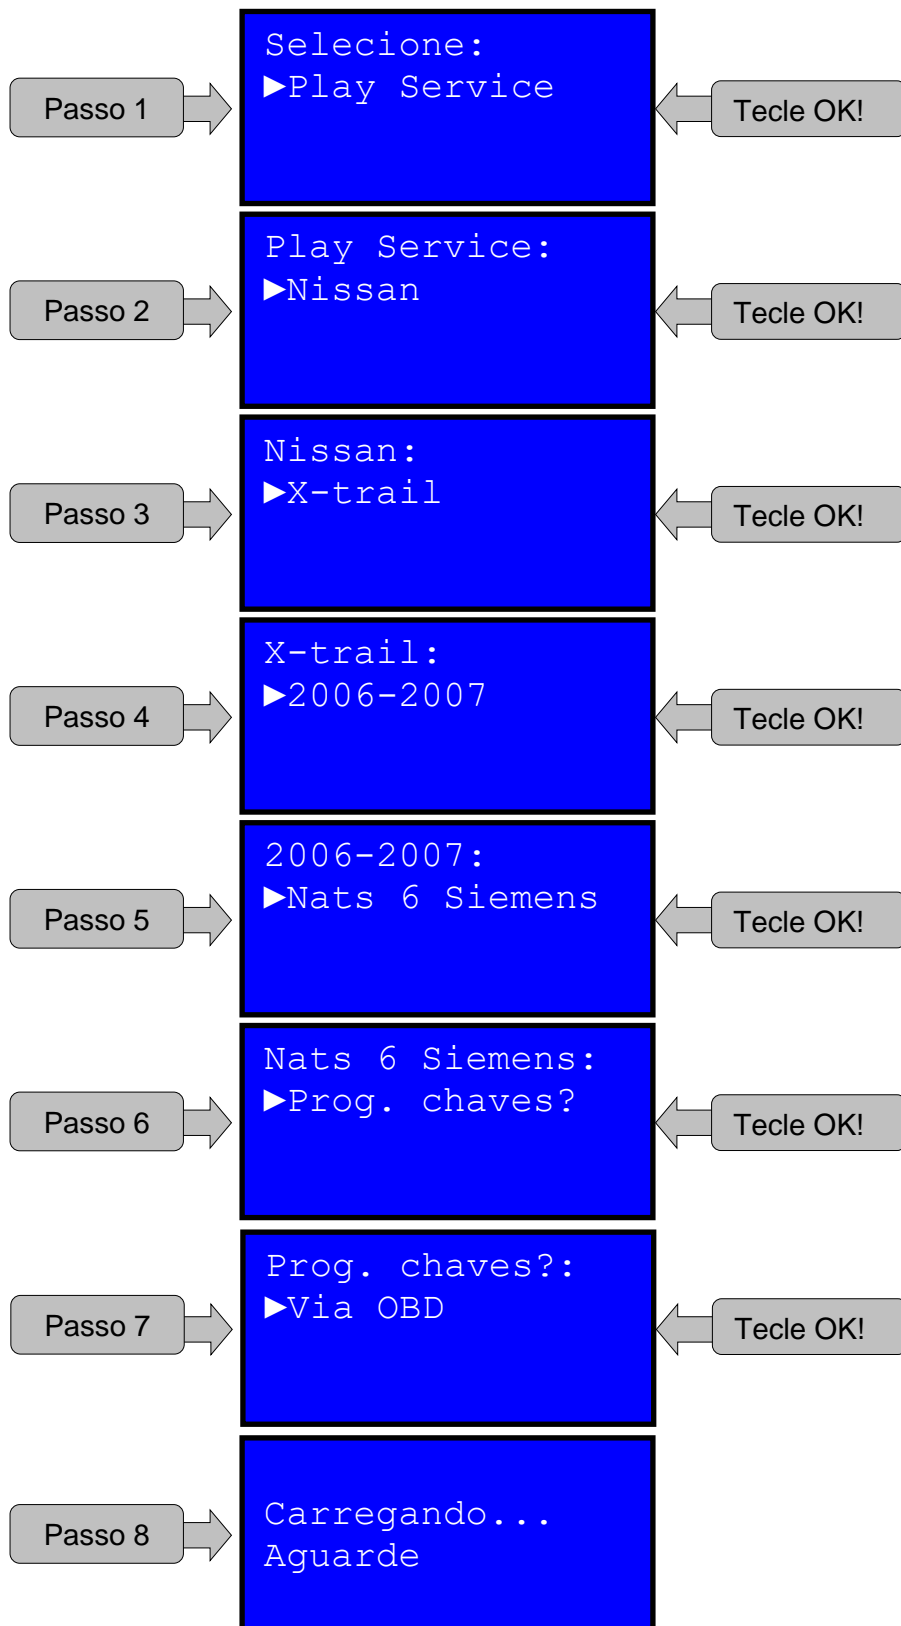 Passo 1
Selecione:
►Play Service
Tecle OK!
Passo 2
Play Service:
►Nissan
Tecle OK!
Passo 3
Nissan:
►X-trail
Tecle OK!
Passo 4
X-trail:
►2006-2007
Tecle OK!
Passo 5
2006-2007:
►Nats 6 Siemens
Tecle OK!
Passo 6
Nats 6 Siemens:
►Prog. chaves?
Tecle OK!
Passo 7
Prog. chaves?:
►Via OBD
Tecle OK!
Passo 8
Carregando...
Aguarde